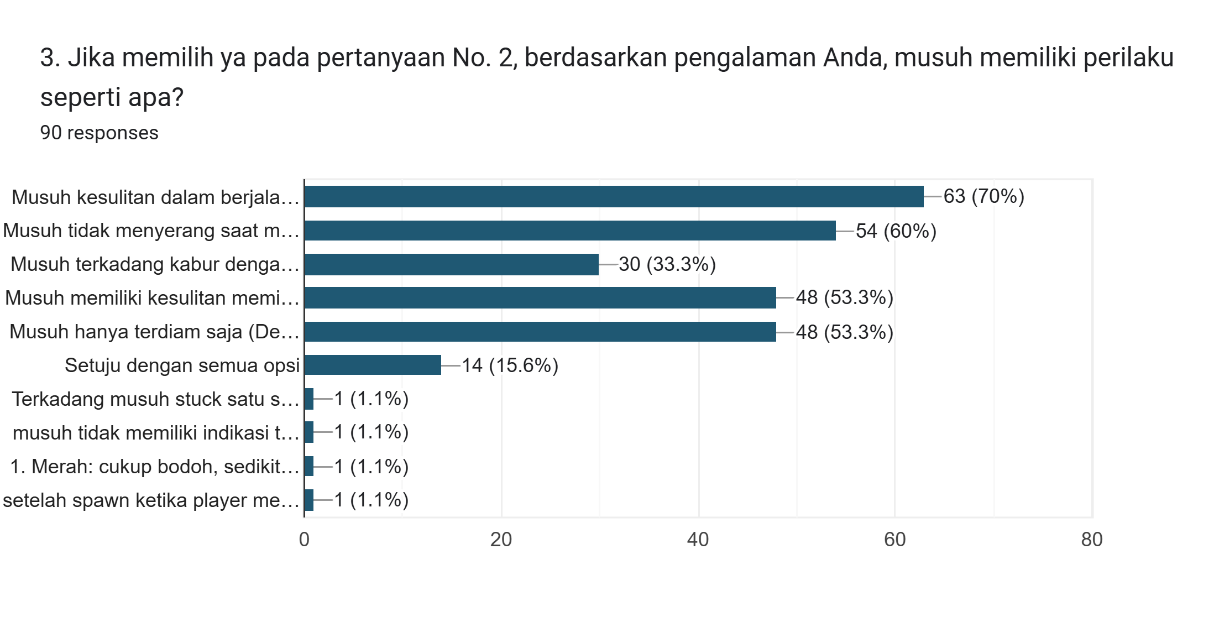 3. Jika memilih ya pada pertanyaan No. 2, berdasarkan pengalaman Anda, musuh memiliki perilaku
seperti apa?
90 responses
Musuh kesulitan dalam berjala… 63 (70%)
Musuh tidak menyerang saat m… 54 (60%)
Musuh terkadang kabur denga… 30 (33.3%)
Musuh memiliki kesulitan memi… 48 (53.3%)
Musuh hanya terdiam saja (De… 48 (53.3%)
Setuju dengan semua opsi 14 (15.6%)
Terkadang musuh stuck satu s… 1 (1.1%)
musuh tidak memiliki indikasi t… 1 (1.1%)
1. Merah: cukup bodoh, sedikit… 1 (1.1%)
setelah spawn ketika player me… 1 (1.1%)
0 20 40 60 80